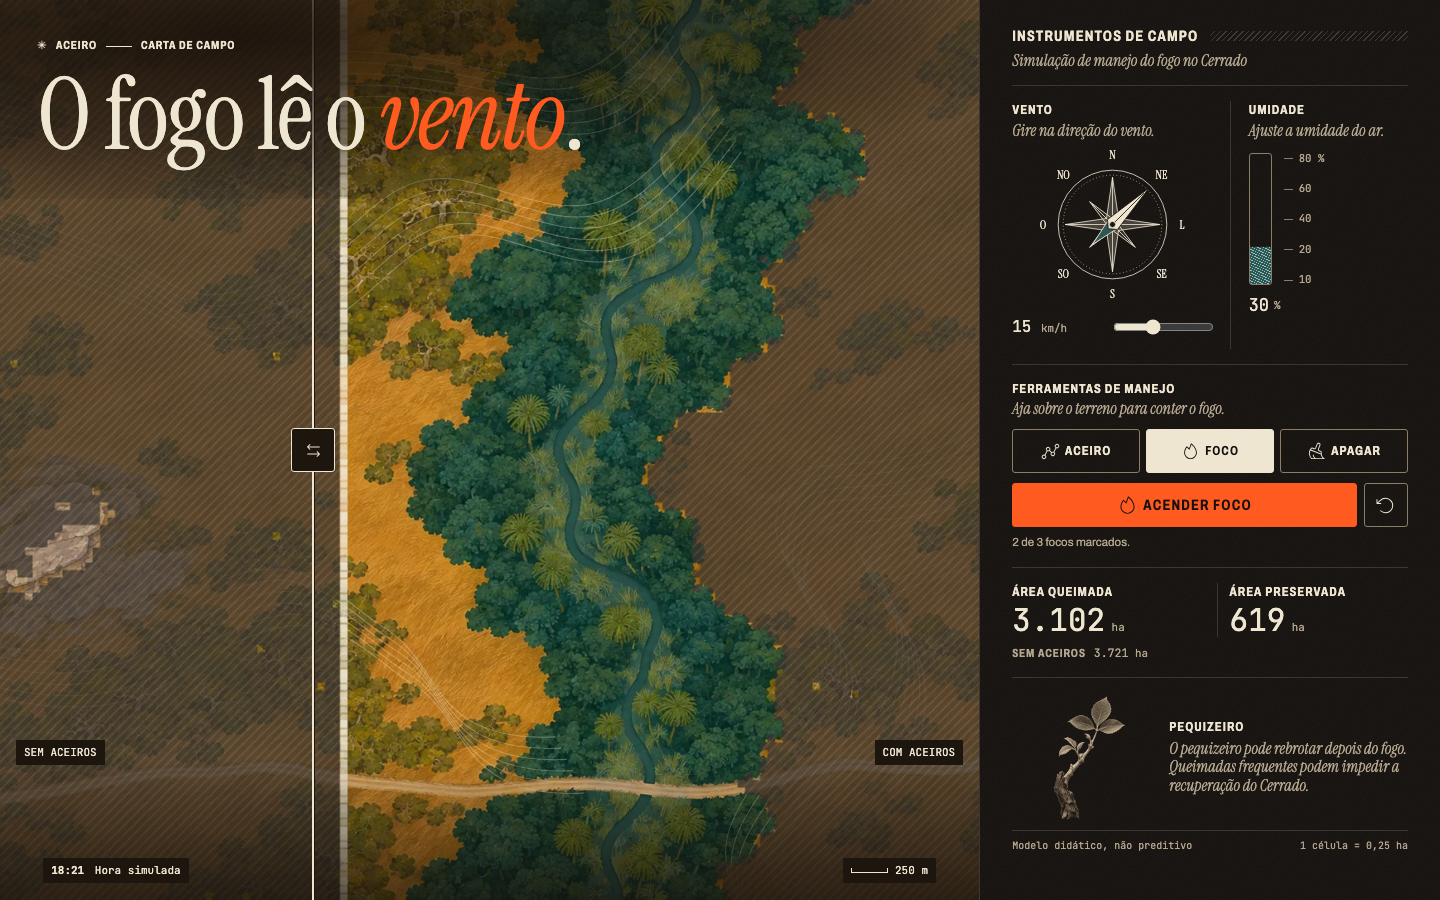 ACEIRO — CARTA DE CAMPO
O fogo lê o vento.
SEM ACEIROS
COM ACEIROS
18:21 Hora simulada
250 m
INSTRUMENTOS DE CAMPO
Simulação de manejo do fogo no Cerrado
VENTO
Gire na direção do vento.
N
NO
NE
O
L
SO
SE
S
15 km/h
UMIDADE
Ajuste a umidade do ar.
80 %
60
40
20
10
30 %
FERRAMENTAS DE MANEJO
Aja sobre o terreno para conter o fogo.
ACEIRO
FOCO
APAGAR
ACENDER FOCO
2 de 3 focos marcados.
ÁREA QUEIMADA
3.102 ha
SEM ACEIROS 3.721 ha
ÁREA PRESERVADA
619 ha
PEQUIZEIRO
O pequizeiro pode rebrotar depois do fogo.
Queimadas frequentes podem impedir a
recuperação do Cerrado.
Modelo didático, não preditivo
1 célula = 0,25 ha